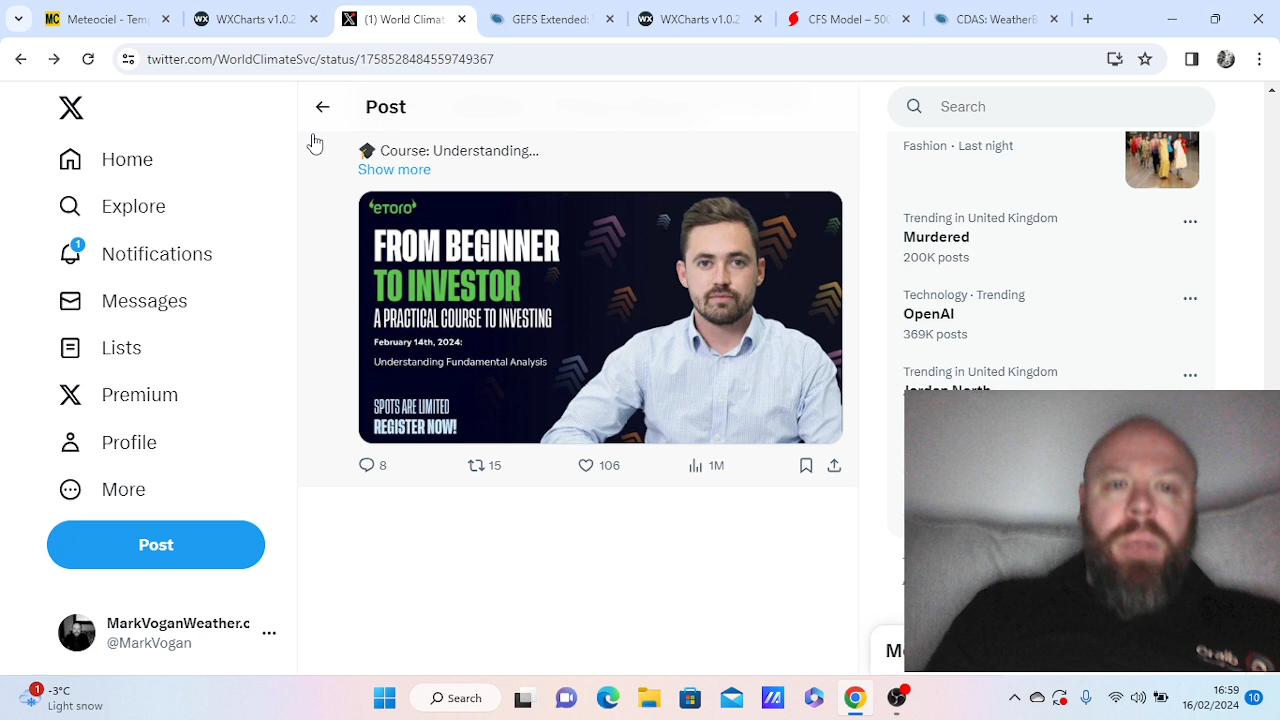 Meteociel - Temp
WXCharts v1.0.2
(1) World Climat
GEFS Extended:
WXCharts v1.0.2
CFS Model – 500
CDAS: WeatherB
twitter.com/WorldClimateSvc/status/1758528484559749367
Post
Search
Home
Explore
1
Notifications
Messages
Lists
Premium
Profile
More
Post
MarkVoganWeather.c
@MarkVogan
🎓 Course: Understanding...
Show more
eTORO
FROM BEGINNER
TO INVESTOR
A PRACTICAL COURSE TO INVESTING
February 14th, 2024:
Understanding Fundamental Analysis
SPOTS ARE LIMITED
REGISTER NOW!
8
15
106
1M
Fashion · Last night
Trending in United Kingdom
Murdered
200K posts
Technology · Trending
OpenAI
369K posts
Trending in United Kingdom
Jordan North
1
-3°C
Light snow
Search
16:59
16/02/2024
10